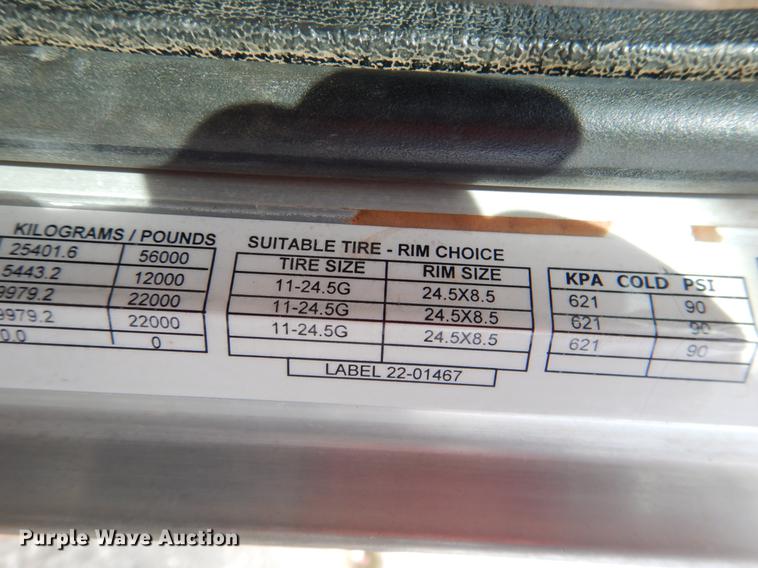 KILOGRAMS / POUNDS SUITABLE TIRE - RIM CHOICE
TIRE SIZE RIM SIZE KPA COLD PSI
25401.6 56000
5443.2 12000 11-24.5G 24.5X8.5 621 90
9979.2 22000 11-24.5G 24.5X8.5 621 90
9979.2 22000 11-24.5G 24.5X8.5 621 90
0.0 0
LABEL 22-01467
Purple Wave Auction